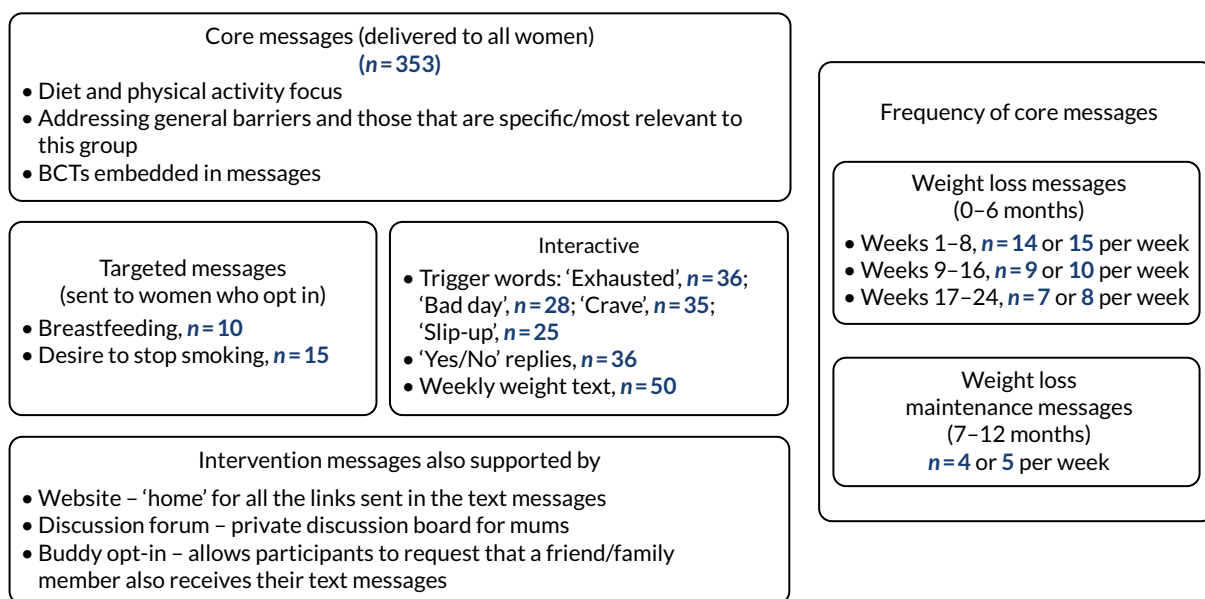 Core messages (delivered to all women)
(n = 353)
• Diet and physical activity focus
• Addressing general barriers and those that are specific/most relevant to
this group
• BCTs embedded in messages
Targeted messages
(sent to women who opt in)
• Breastfeeding, n = 10
• Desire to stop smoking, n = 15
Interactive
• Trigger words: ‘Exhausted’, n = 36;
‘Bad day’, n = 28; ‘Crave’, n = 35;
‘Slip-up’, n = 25
• ‘Yes/No’ replies, n = 36
• Weekly weight text, n = 50
Intervention messages also supported by
• Website – ‘home’ for all the links sent in the text messages
• Discussion forum – private discussion board for mums
• Buddy opt-in – allows participants to request that a friend/family
member also receives their text messages
Frequency of core messages
Weight loss messages
(0–6 months)
• Weeks 1–8, n = 14 or 15 per week
• Weeks 9–16, n = 9 or 10 per week
• Weeks 17–24, n = 7 or 8 per week
Weight loss
maintenance messages
(7–12 months)
n = 4 or 5 per week